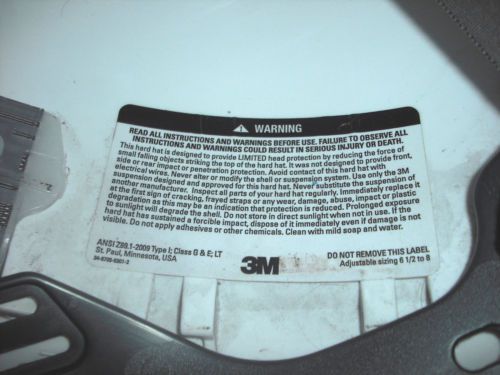 WARNING
READ ALL INSTRUCTIONS AND WARNINGS BEFORE USE. FAILURE TO OBSERVE ALL
INSTRUCTIONS AND WARNINGS COULD RESULT IN SERIOUS INJURY OR DEATH.
This hard hat is designed to provide LIMITED head protection by reducing the force of
small falling objects striking the top of the hard hat. It was not designed to provide front,
side or rear impact or penetration protection. Avoid contact of this hard hat with
electrical wires. Never alter or modify the shell or suspension system. Use only the 3M
suspension designed and approved for this hard hat. Never substitute the suspension of
another manufacturer. Inspect all parts of your hard hat regularly. Immediately replace it
at the first sign of cracking, frayed straps or any wear, damage, abuse, impact or plastic
degradation as this may be an indication that protection is reduced. Prolonged exposure
to sunlight will degrade the shell. Do not store in direct sunlight when not in use. If the
hard hat has sustained a forcible impact, dispose of it immediately even if damage is not
visible. Do not apply adhesives or other chemicals. Clean with mild soap and water.
ANSI Z89.1-2009 Type I; Class G & E; LT
St. Paul, Minnesota, USA
3M
DO NOT REMOVE THIS LABEL
Adjustable sizing 6 1/2 to 8